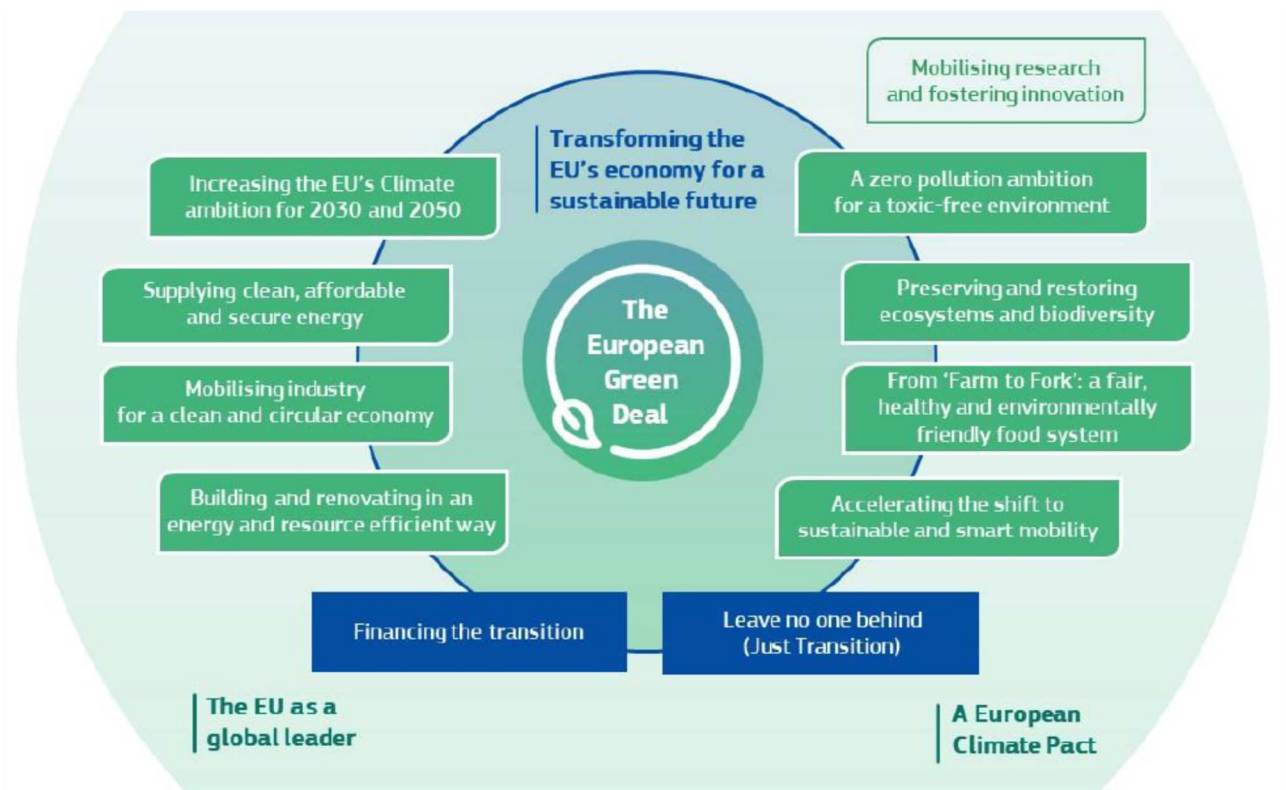 Mobilising research
and fostering innovation
Transforming the
EU's economy for a
sustainable future
Increasing the EU's Climate
ambition for 2030 and 2050
Supplying clean, affordable
and secure energy
Mobilising industry
for a clean and circular economy
Building and renovating in an
energy and resource efficient way
The
European
Green
Deal
A zero pollution ambition
for a toxic-free environment
Preserving and restoring
ecosystems and biodiversity
From 'Farm to Fork': a fair,
healthy and environmentally
friendly food system
Accelerating the shift to
sustainable and smart mobility
Financing the transition
Leave no one behind
(Just Transition)
The EU as a
global leader
A European
Climate Pact